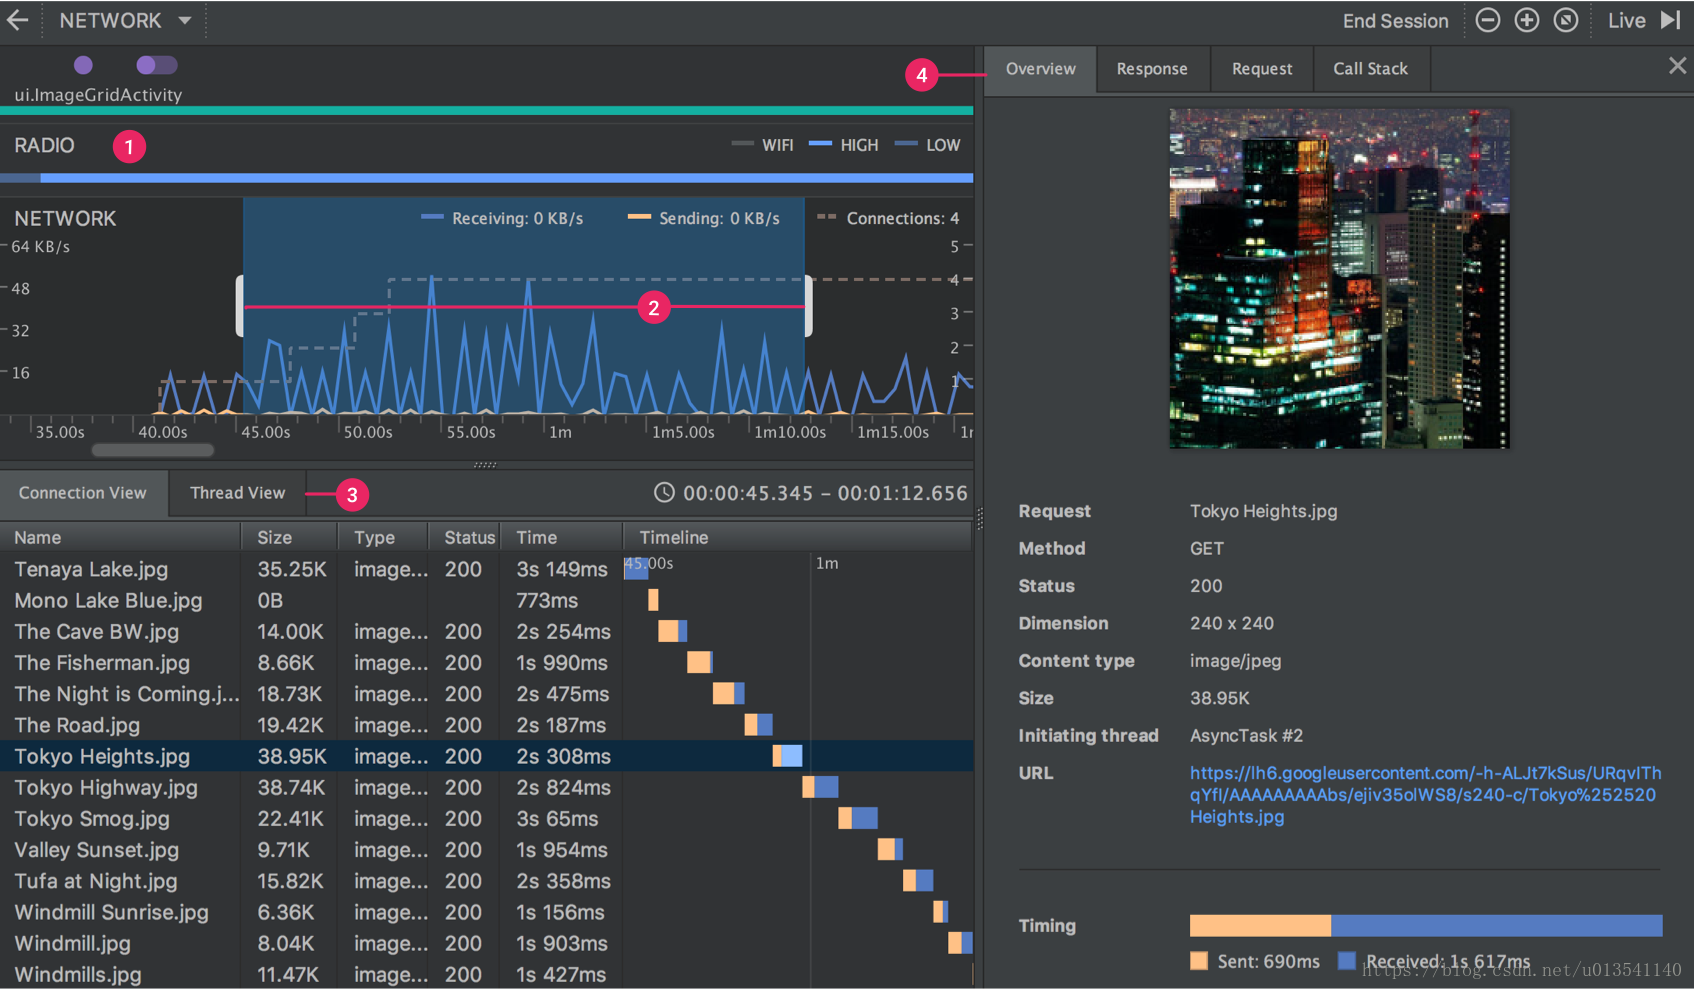 NETWORK
End Session
Live
ui.ImageGridActivity
RADIO
1
WIFI HIGH LOW
NETWORK
Receiving: 0 KB/s Sending: 0 KB/s Connections: 4
64 KB/s
5
48
4
2
32
3
2
16
1
35.00s 40.00s 45.00s 50.00s 55.00s 1m 1m5.00s 1m10.00s 1m15.00s
Connection View Thread View
3
00:00:45.345 – 00:01:12.656
Name Size Type Status Time Timeline
45.00s 1m
Tenaya Lake.jpg 35.25K image... 200 3s 149ms
Mono Lake Blue.jpg 0B 773ms
The Cave BW.jpg 14.00K image... 200 2s 254ms
The Fisherman.jpg 8.66K image... 200 1s 990ms
The Night is Coming.j... 18.73K image... 200 2s 475ms
The Road.jpg 19.42K image... 200 2s 187ms
Tokyo Heights.jpg 38.95K image... 200 2s 308ms
Tokyo Highway.jpg 38.74K image... 200 2s 824ms
Tokyo Smog.jpg 22.41K image... 200 3s 65ms
Valley Sunset.jpg 9.71K image... 200 1s 954ms
Tufa at Night.jpg 15.82K image... 200 2s 358ms
Windmill Sunrise.jpg 6.36K image... 200 1s 156ms
Windmill.jpg 8.04K image... 200 1s 903ms
Windmills.jpg 11.47K image... 200 1s 427ms
4
Overview Response Request Call Stack
Request Tokyo Heights.jpg
Method GET
Status 200
Dimension 240 x 240
Content type image/jpeg
Size 38.95K
Initiating thread AsyncTask #2
URL https://lh6.googleusercontent.com/-h-ALJt7kSus/URqvITh
qYfI/AAAAAAAAAbs/ejiv35olWS8/s240-c/Tokyo%252520
Heights.jpg
Timing
Sent: 690ms Received: 1s 617ms
https://blog.csdn.net/u013541140